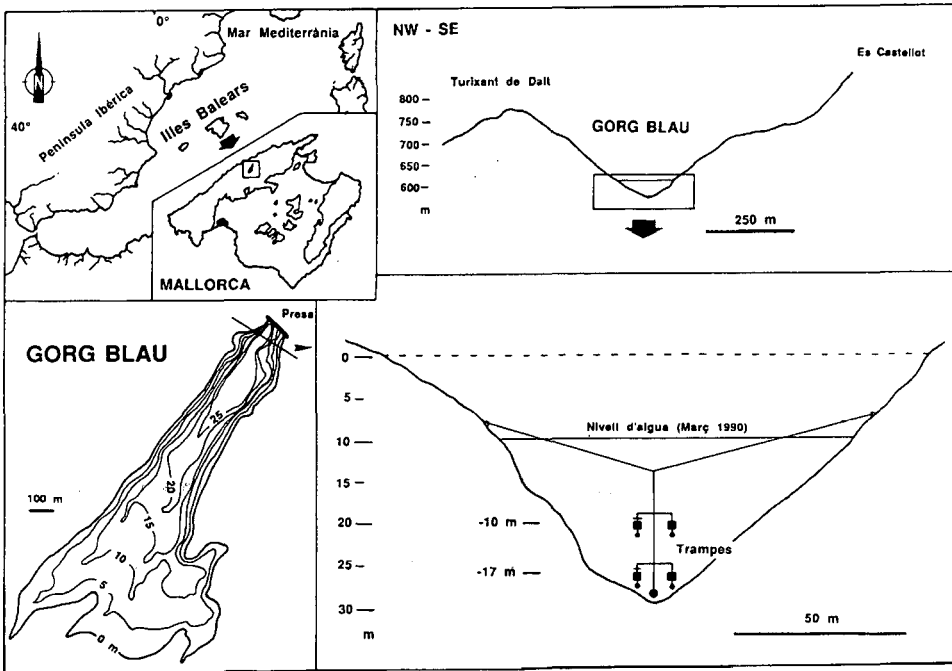 0°
Mar Mediterrània
N
40°
Península Ibérica
Illes Balears
MALLORCA
NW - SE
Es Castellot
Turixant de Dalt
GORG BLAU
800
750
700
650
600
m
250 m
GORG BLAU
Presa
100 m
25
20
15
10
5
0 m
0
5
10
15
20
25
30
m
Nivell d'aigua (Març 1990)
-10 m
-17 m
Trampes
50 m